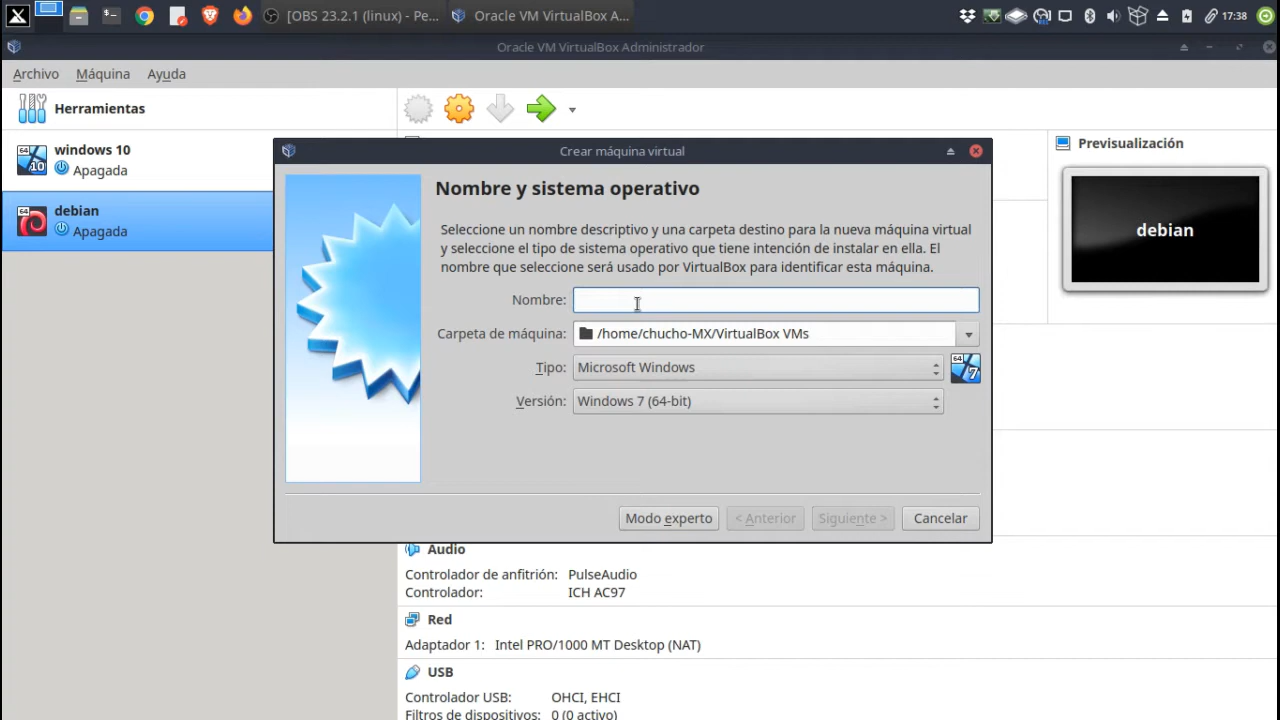 [OBS 23.2.1 (linux) - Pe...
Oracle VM VirtualBox A...
17:38
Oracle VM VirtualBox Administrador
Archivo Máquina Ayuda
Herramientas
64
10
windows 10
Apagada
64
debian
Apagada
Previsualización
debian
Crear máquina virtual
Nombre y sistema operativo
Seleccione un nombre descriptivo y una carpeta destino para la nueva máquina virtual
y seleccione el tipo de sistema operativo que tiene intención de instalar en ella. El
nombre que seleccione será usado por VirtualBox para identificar esta máquina.
Nombre:
Carpeta de máquina: /home/chucho-MX/VirtualBox VMs
Tipo: Microsoft Windows
64
7
Versión: Windows 7 (64-bit)
Modo experto < Anterior Siguiente > Cancelar
Audio
Controlador de anfitrión: PulseAudio
Controlador: ICH AC97
Red
Adaptador 1: Intel PRO/1000 MT Desktop (NAT)
USB
Controlador USB: OHCI, EHCI
Filtros de dispositivos: 0 (0 activo)